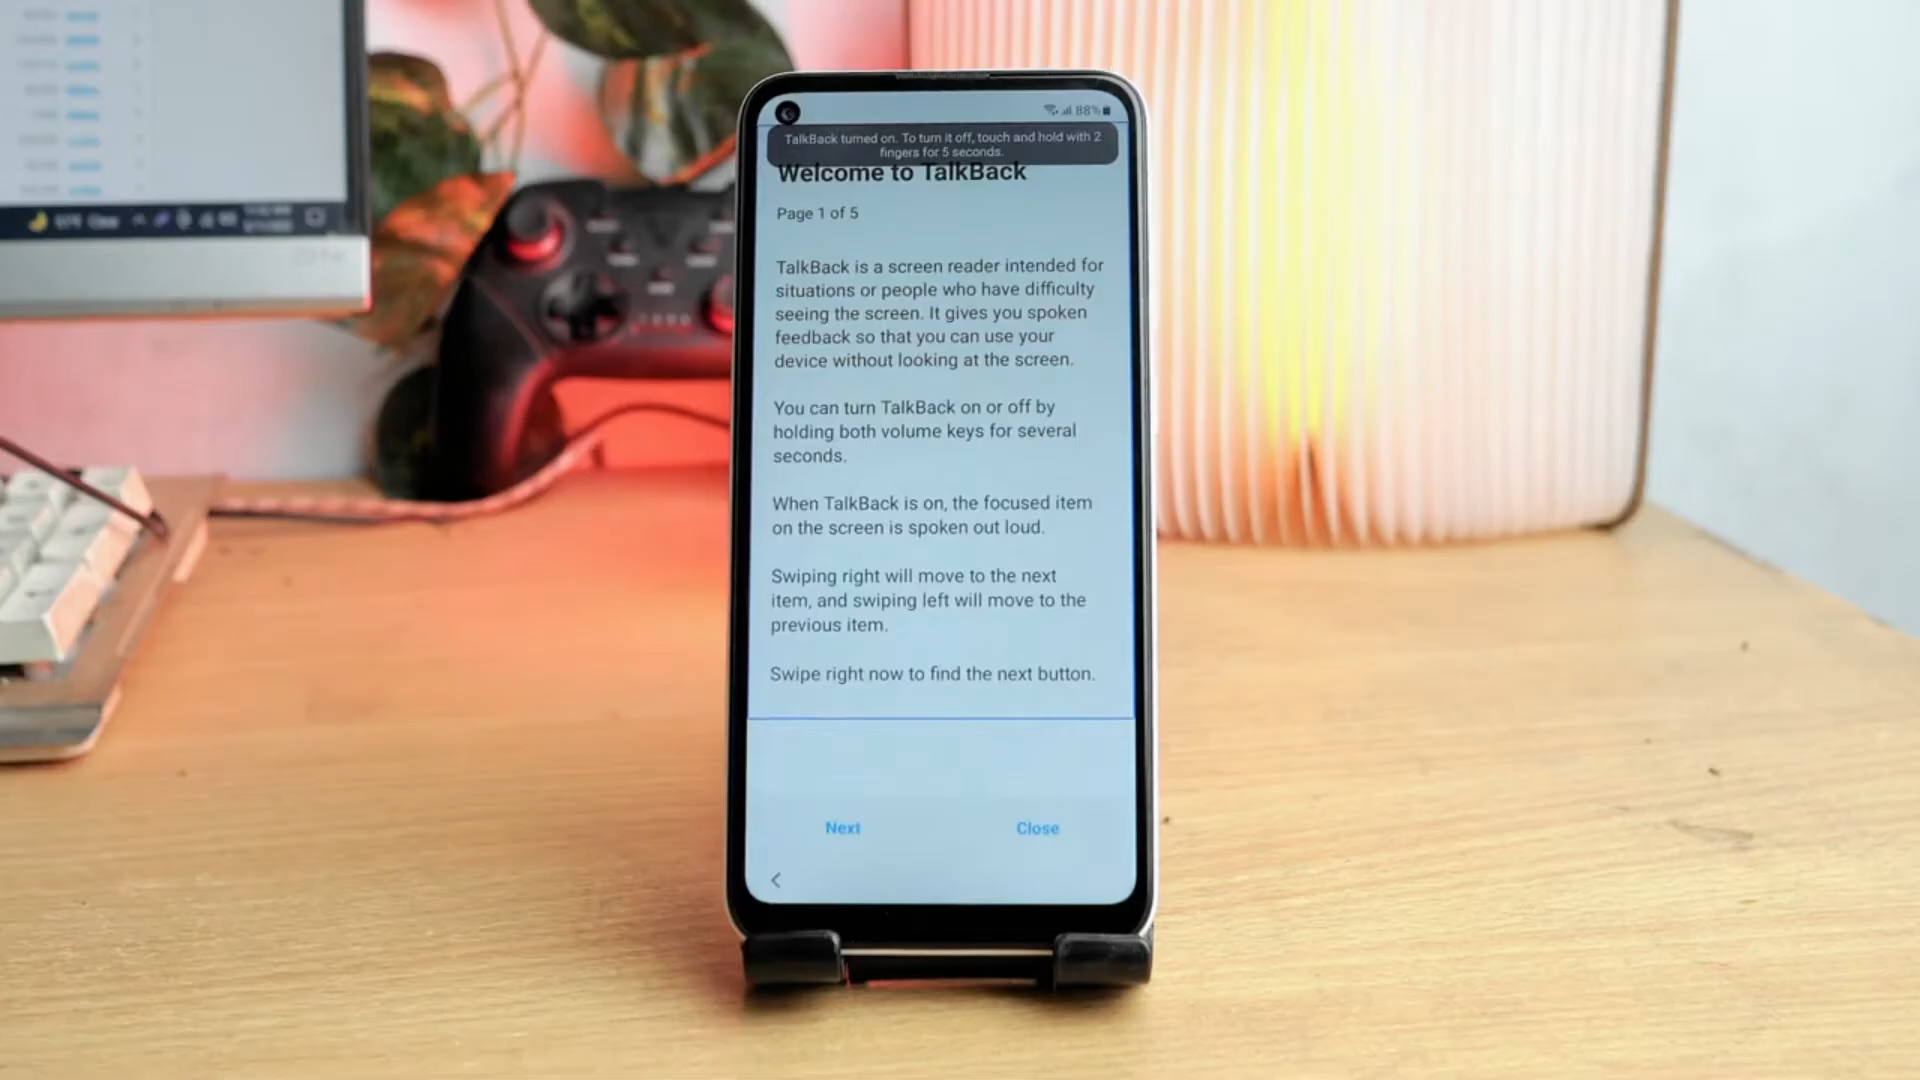 88%
TalkBack turned on. To turn it off, touch and hold with 2
fingers for 5 seconds.
Welcome to TalkBack
Page 1 of 5
TalkBack is a screen reader intended for
situations or people who have difficulty
seeing the screen. It gives you spoken
feedback so that you can use your
device without looking at the screen.
You can turn TalkBack on or off by
holding both volume keys for several
seconds.
When TalkBack is on, the focused item
on the screen is spoken out loud.
Swiping right will move to the next
item, and swiping left will move to the
previous item.
Swipe right now to find the next button.
Next
Close